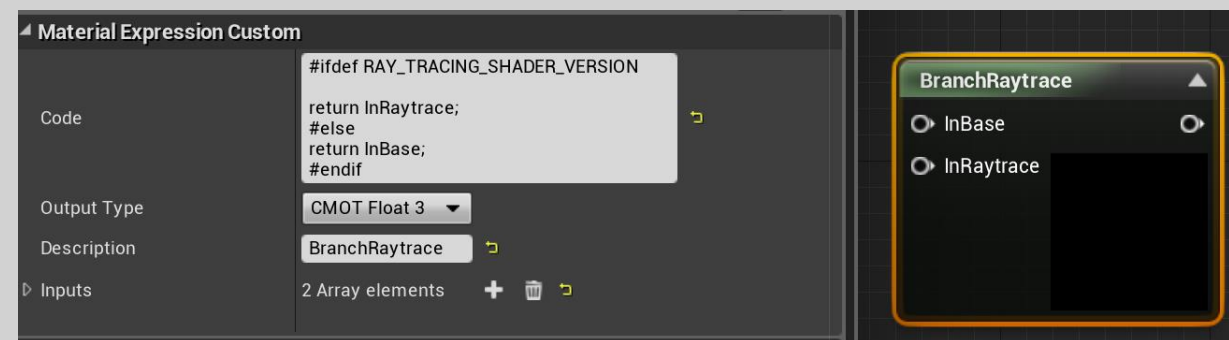 Material Expression Custom
Code
#ifdef RAY_TRACING_SHADER_VERSION
return InRaytrace;
#else
return InBase;
#endif
Output Type
CMOT Float 3
Description
BranchRaytrace
Inputs
2 Array elements
BranchRaytrace
InBase
InRaytrace